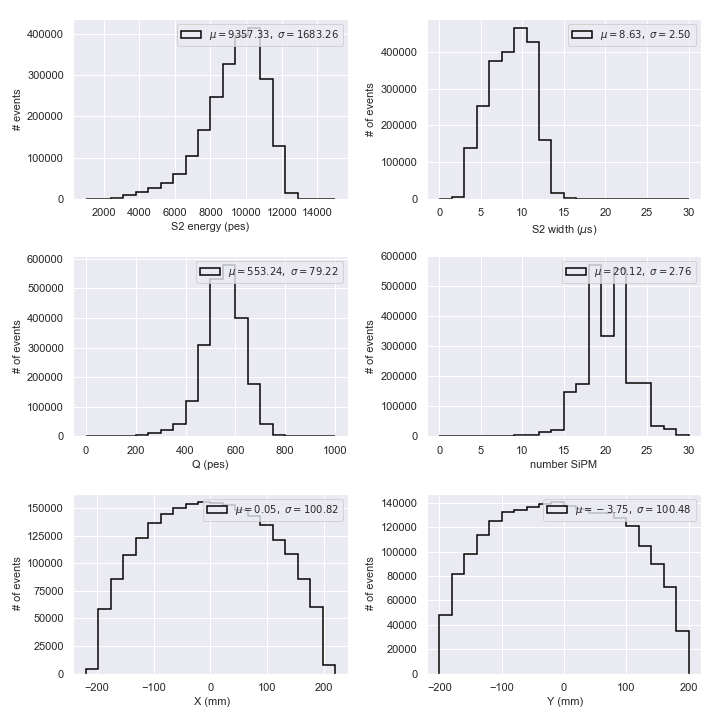 μ = 9357.33, σ = 1683.26
# events
400000
300000
200000
100000
0
2000 4000 6000 8000 10000 12000 14000
S2 energy (pes)
μ = 8.63, σ = 2.50
# of events
400000
300000
200000
100000
0
0 5 10 15 20 25 30
S2 width (μs)
μ = 553.24, σ = 79.22
# of events
600000
500000
400000
300000
200000
100000
0
0 200 400 600 800 1000
Q (pes)
μ = 20.12, σ = 2.76
# of events
600000
500000
400000
300000
200000
100000
0
0 5 10 15 20 25 30
number SiPM
μ = 0.05, σ = 100.82
# of events
150000
125000
100000
75000
50000
25000
0
−200 −100 0 100 200
X (mm)
μ = −3.75, σ = 100.48
# of events
140000
120000
100000
80000
60000
40000
20000
0
−200 −100 0 100 200
Y (mm)